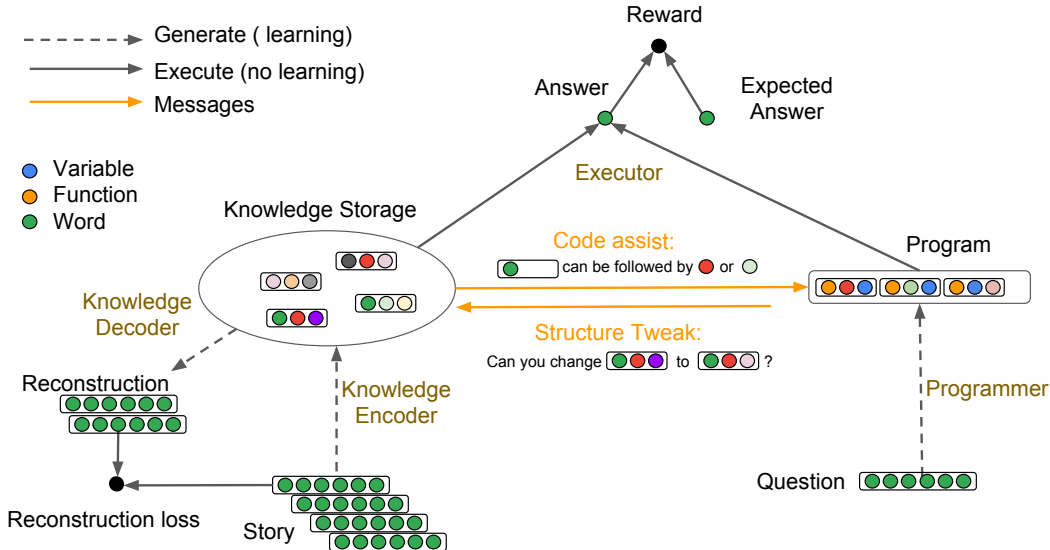 Reward
Generate ( learning)
Execute (no learning)
Messages
Answer
Expected
Answer
Variable
Function
Word
Executor
Knowledge Storage
Code assist:
can be followed by or
Program
Knowledge
Decoder
Structure Tweak:
Can you change to ?
Reconstruction
Knowledge
Encoder
Programmer
Question
Reconstruction loss
Story